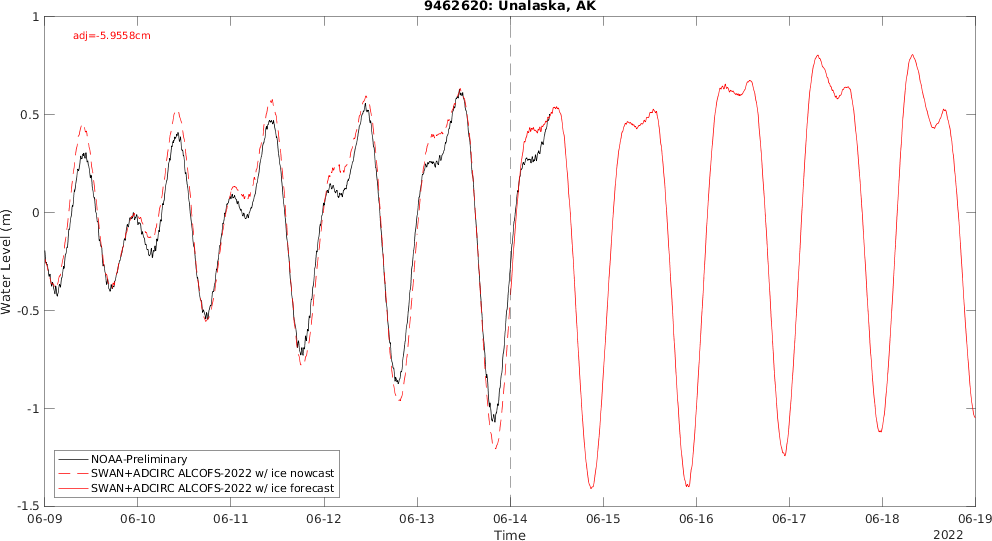 9462620: Unalaska, AK
adj=-5.9558cm
Water Level (m)
1
0.5
0
-0.5
-1
-1.5
NOAA-Preliminary
SWAN+ADCIRC ALCOFS-2022 w/ ice nowcast
SWAN+ADCIRC ALCOFS-2022 w/ ice forecast
06-09 06-10 06-11 06-12 06-13 06-14 06-15 06-16 06-17 06-18 06-19
Time
2022